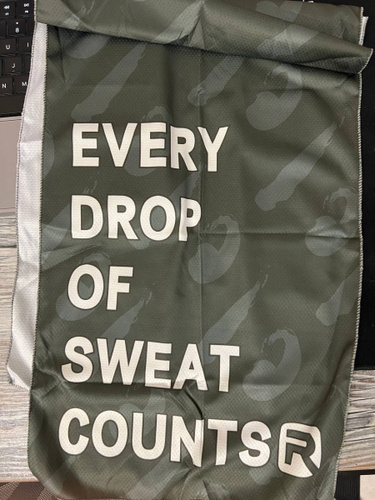 EVERY
DROP
OF
SWEAT
COUNTS